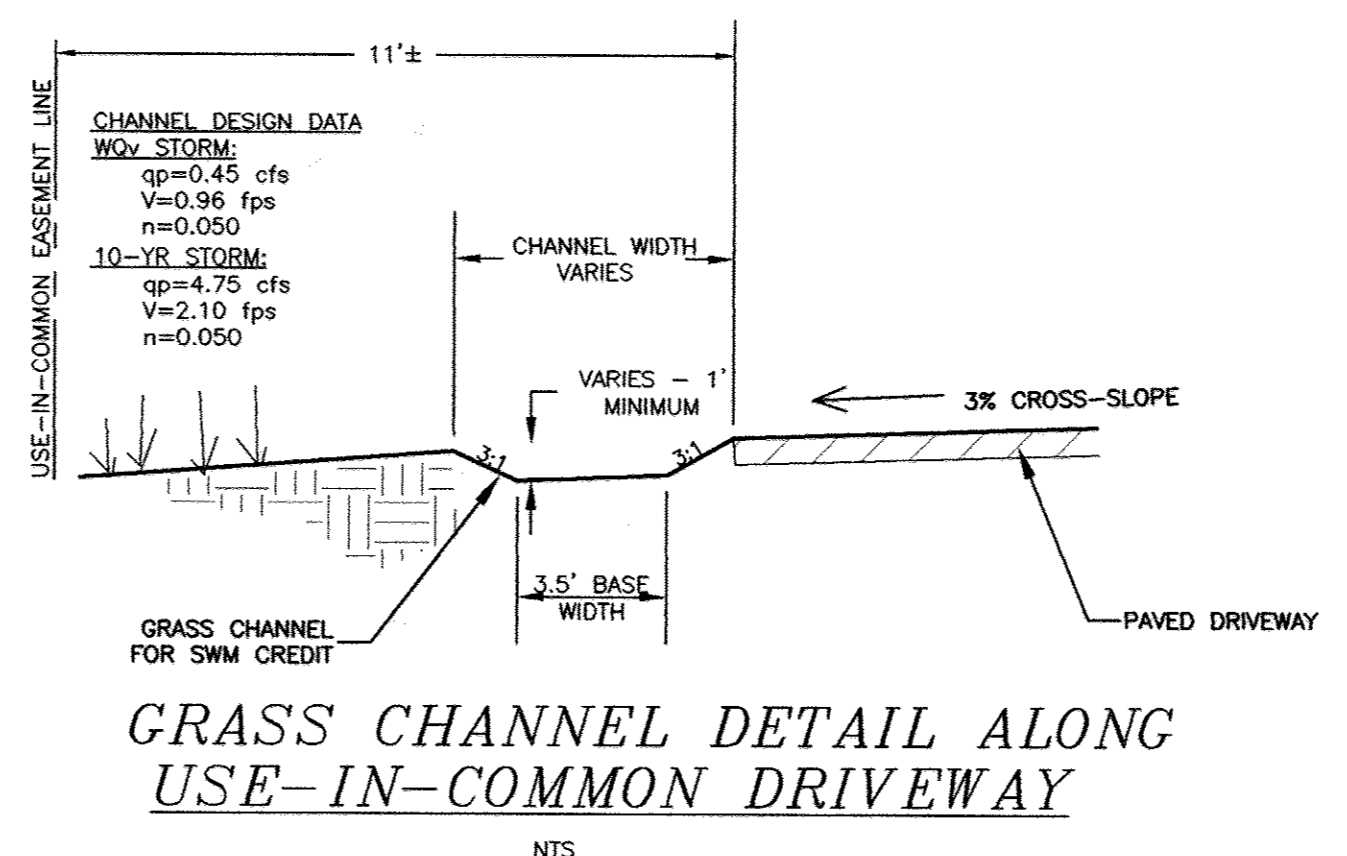 11'±
USE-IN-COMMON EASEMENT LINE
CHANNEL DESIGN DATA
WQv STORM:
qp=0.45 cfs
V=0.96 fps
n=0.050
10-YR STORM:
qp=4.75 cfs
V=2.10 fps
n=0.050
CHANNEL WIDTH
VARIES
VARIES - 1'
MINIMUM
3% CROSS-SLOPE
3:1
3:1
3.5' BASE
WIDTH
GRASS CHANNEL
FOR SWM CREDIT
PAVED DRIVEWAY
GRASS CHANNEL DETAIL ALONG
USE-IN-COMMON DRIVEWAY
NTS